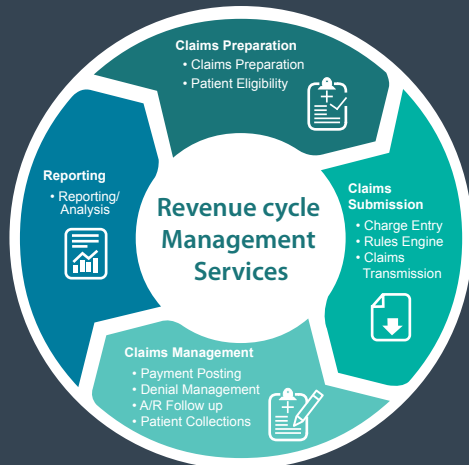 Claims Preparation
• Claims Preparation
• Patient Eligibility
Reporting
• Reporting/
Analysis
Revenue cycle
Management
Services
Claims
Submission
• Charge Entry
• Rules Engine
• Claims
Transmission
Claims Management
• Payment Posting
• Denial Management
• A/R Follow up
• Patient Collections